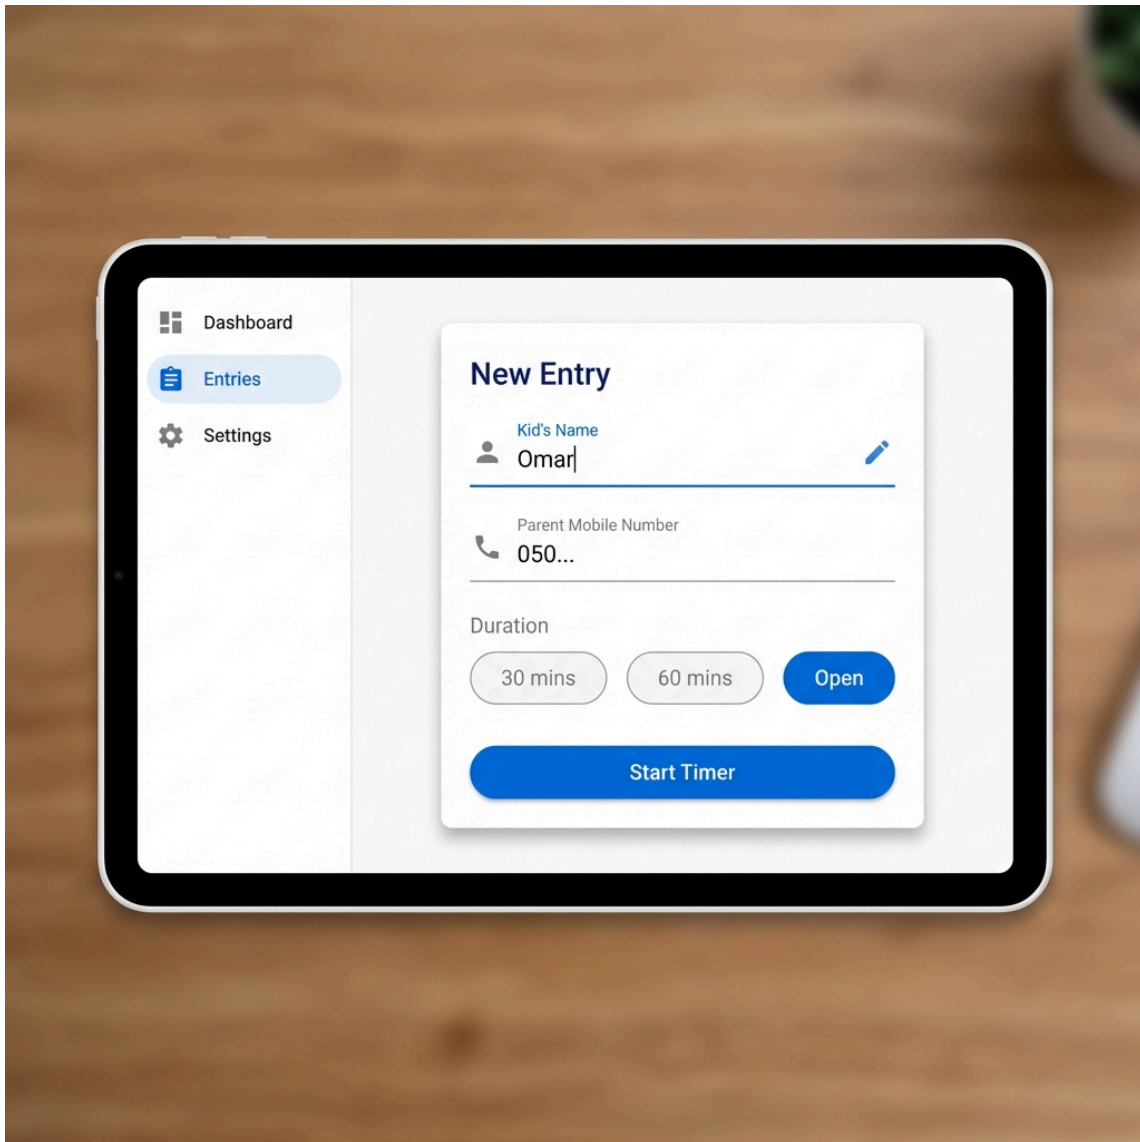 Dashboard
Entries
Settings
New Entry
Kid's Name
Omar
Parent Mobile Number
050...
Duration
30 mins 60 mins Open
Start Timer